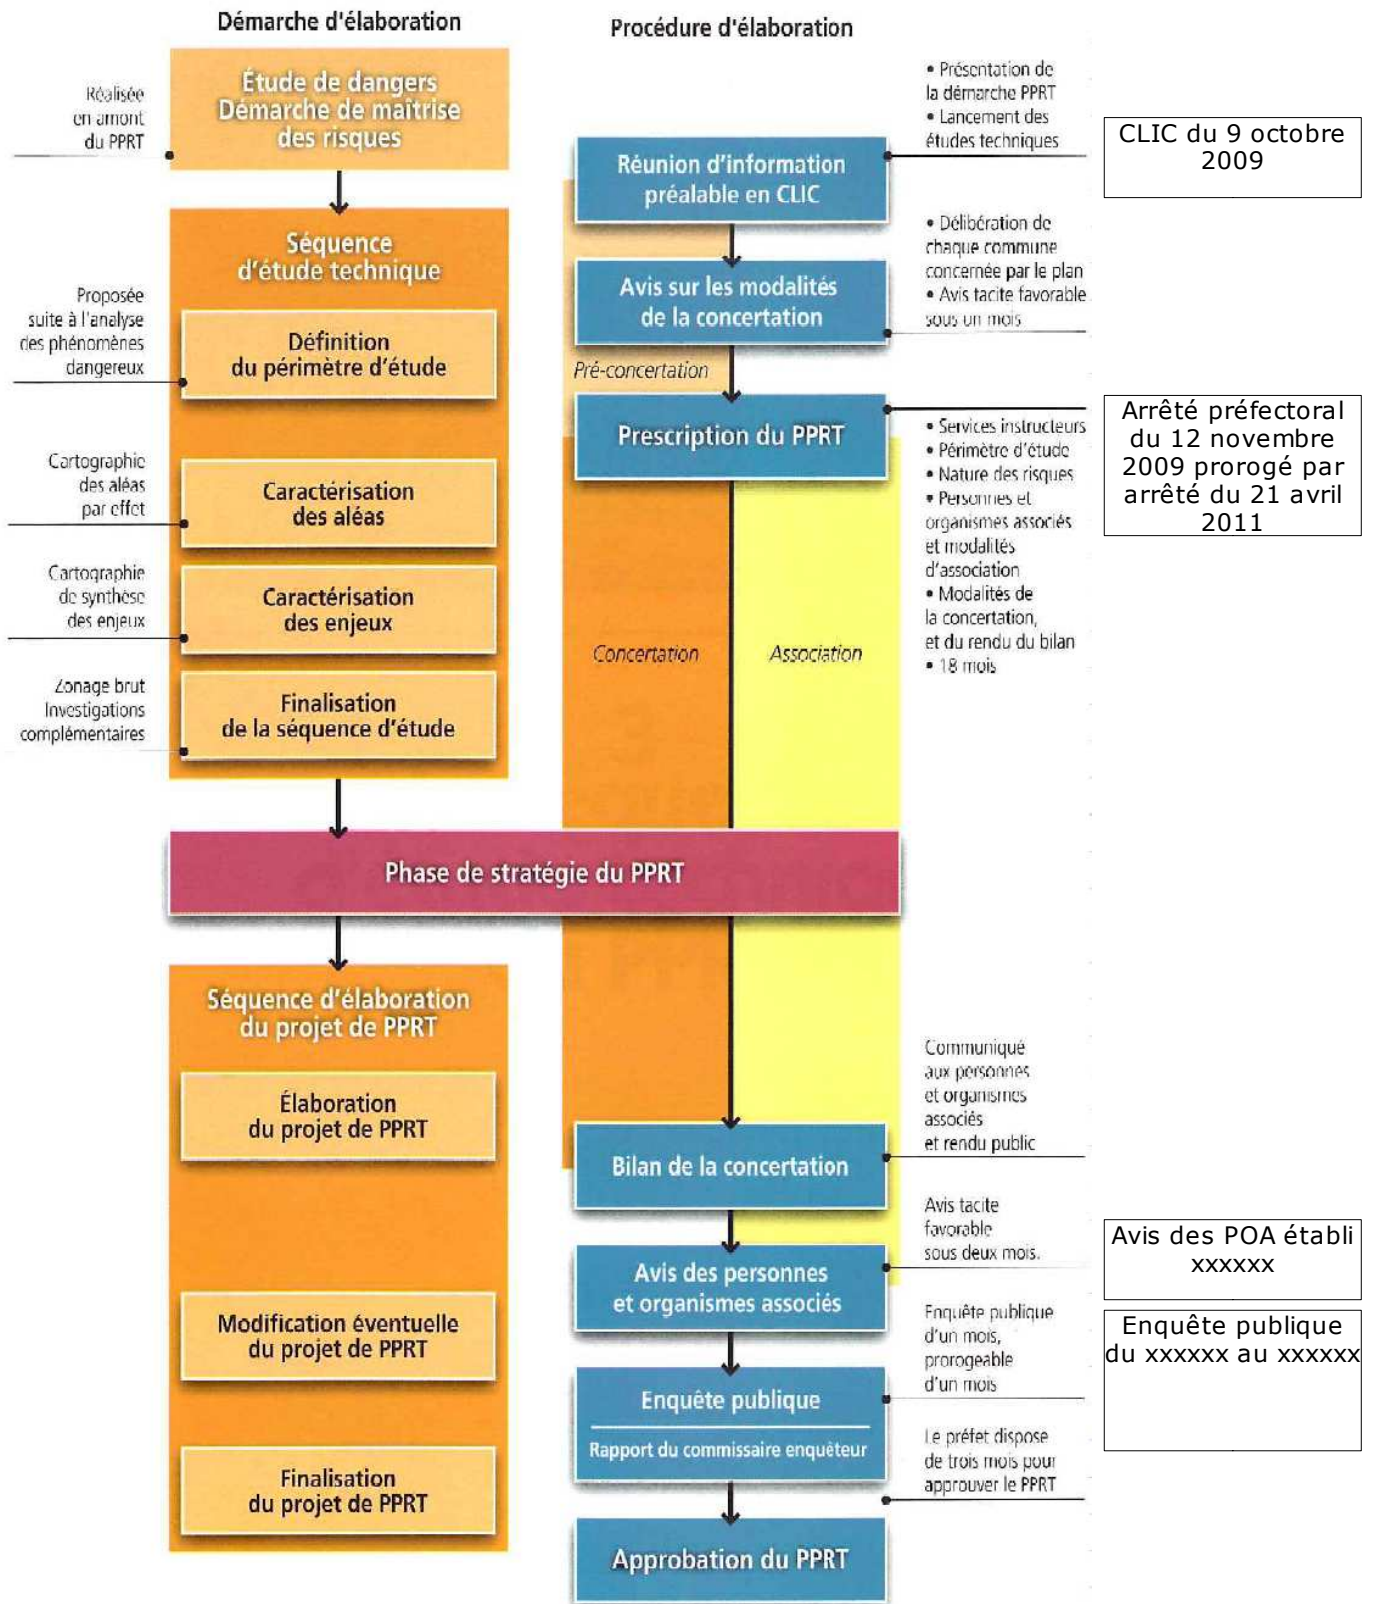 Démarche d'élaboration
Réalisée
en amont
du PPRT
Étude de dangers
Démarche de maîtrise
des risques
Séquence
d'étude technique
Proposée
suite à l'analyse
des phénomènes
dangereux
Définition
du périmètre d'étude
Cartographie
des aléas
par effet
Caractérisation
des aléas
Cartographie
de synthèse
des enjeux
Caractérisation
des enjeux
Zonage brut
Investigations
complémentaires
Finalisation
de la séquence d'étude
Phase de stratégie du PPRT
Séquence d'élaboration
du projet de PPRT
Élaboration
du projet de PPRT
Modification éventuelle
du projet de PPRT
Finalisation
du projet de PPRT
Procédure d'élaboration
Réunion d'information
préalable en CLIC
• Présentation de
la démarche PPRT
• Lancement des
études techniques
CLIC du 9 octobre
2009
Avis sur les modalités
de la concertation
• Délibération de
chaque commune
concernée par le plan
• Avis tacite favorable
sous un mois
Pré-concertation
Prescription du PPRT
• Services instructeurs
• Périmètre d'étude
• Nature des risques
• Personnes et
organismes associés
et modalités
d'association
• Modalités de
la concertation,
et du rendu du bilan
• 18 mois
Arrêté préfectoral
du 12 novembre
2009 prorogé par
arrêté du 21 avril
2011
Concertation
Association
Bilan de la concertation
Communiqué
aux personnes
et organismes
associés
et rendu public
Avis des personnes
et organismes associés
Avis tacite
favorable
sous deux mois.
Avis des POA établi
xxxxxx
Enquête publique
Rapport du commissaire enquêteur
Enquête publique
d'un mois,
prorogeable
d'un mois
Enquête publique
du xxxxxx au xxxxxx
Le préfet dispose
de trois mois pour
approuver le PPRT
Approbation du PPRT